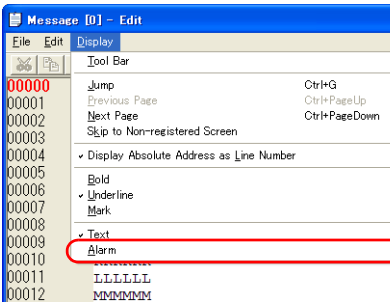 Message [0] - Edit
File Edit Display
Tool Bar
00000
00001
Jump Ctrl+G
Previous Page Ctrl+PageUp
00002
Next Page Ctrl+PageDown
00003
Skip to Non-registered Screen
00004
Display Absolute Address as Line Number
00005
Bold
00006
Underline
00007
Mark
00008
Text
00009
Alarm
00010
00011 LLLLLL
00012 MMMMMM